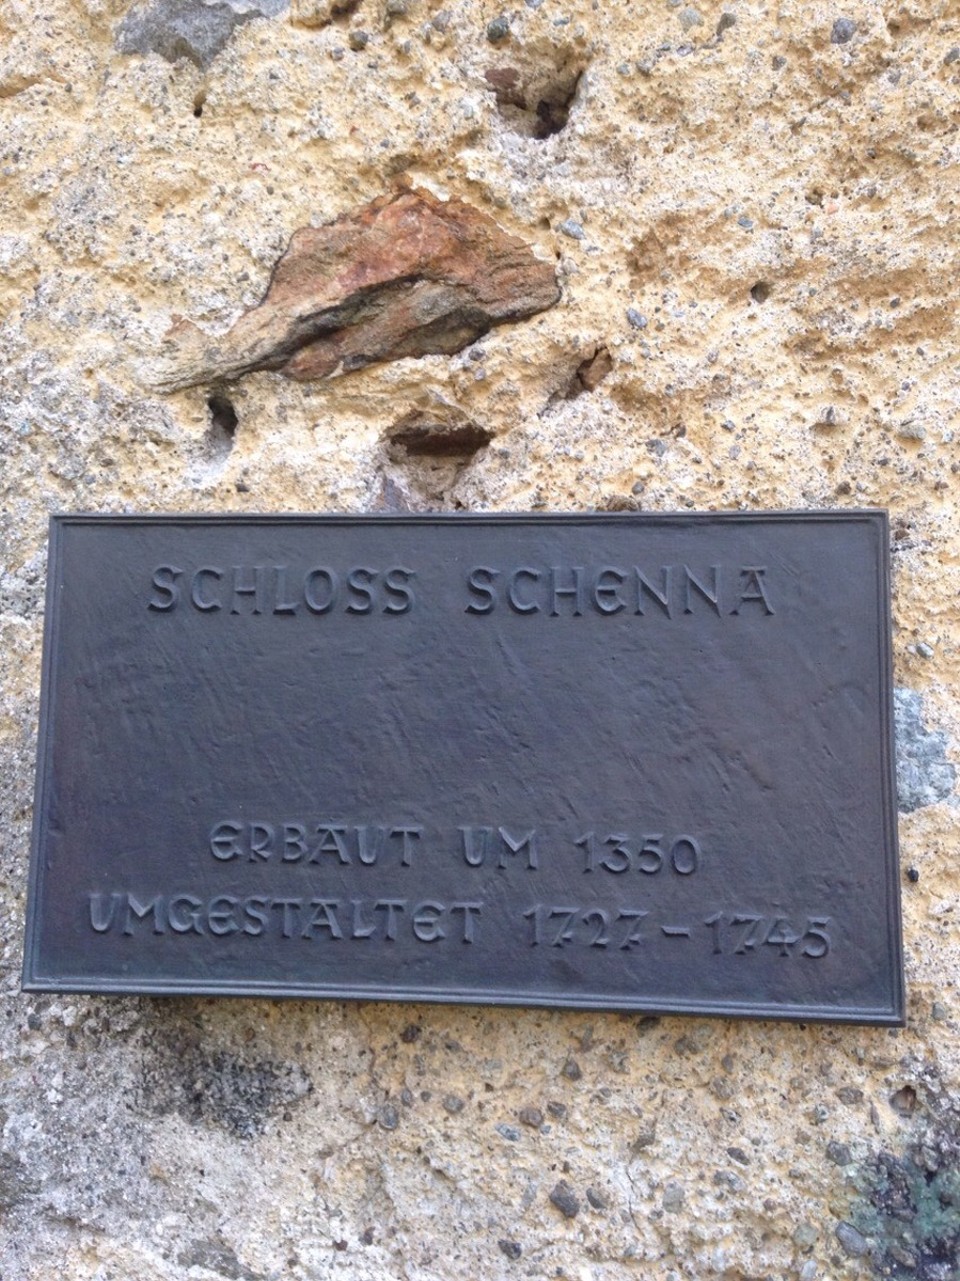 SCHLOSS SCHENNA
ERBAUT UM 1350
UMGESTALTET 1727-1745